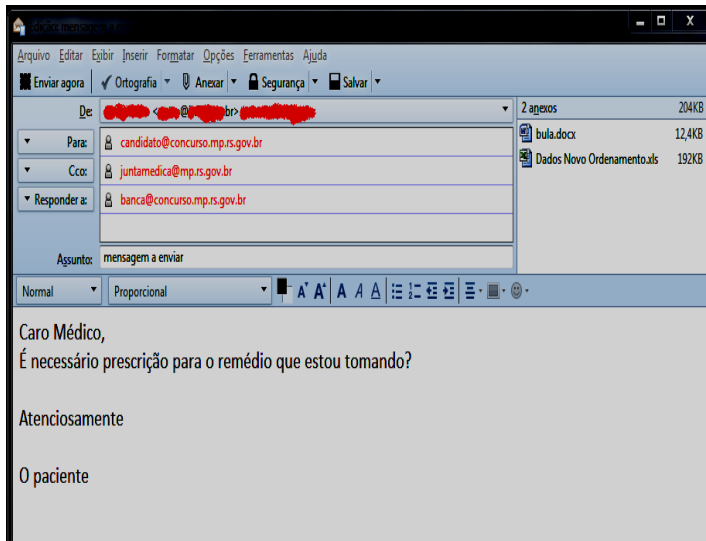 Edição: mensagem a
Arquivo Editar Exibir Inserir Formatar Opções Ferramentas Ajuda
Enviar agora Ortografia Anexar Segurança Salvar
De:
br>
2 anexos 204KB
Para: candidato@concurso.mp.rs.gov.br
bula.docx 12,4KB
Cco: juntamedica@mp.rs.gov.br
Dados Novo Ordenamento.xls 192KB
Responder a: banca@concurso.mp.rs.gov.br
Assunto: mensagem a enviar
Normal Proporcional
Caro Médico,
É necessário prescrição para o remédio que estou tomando?
Atenciosamente
O paciente